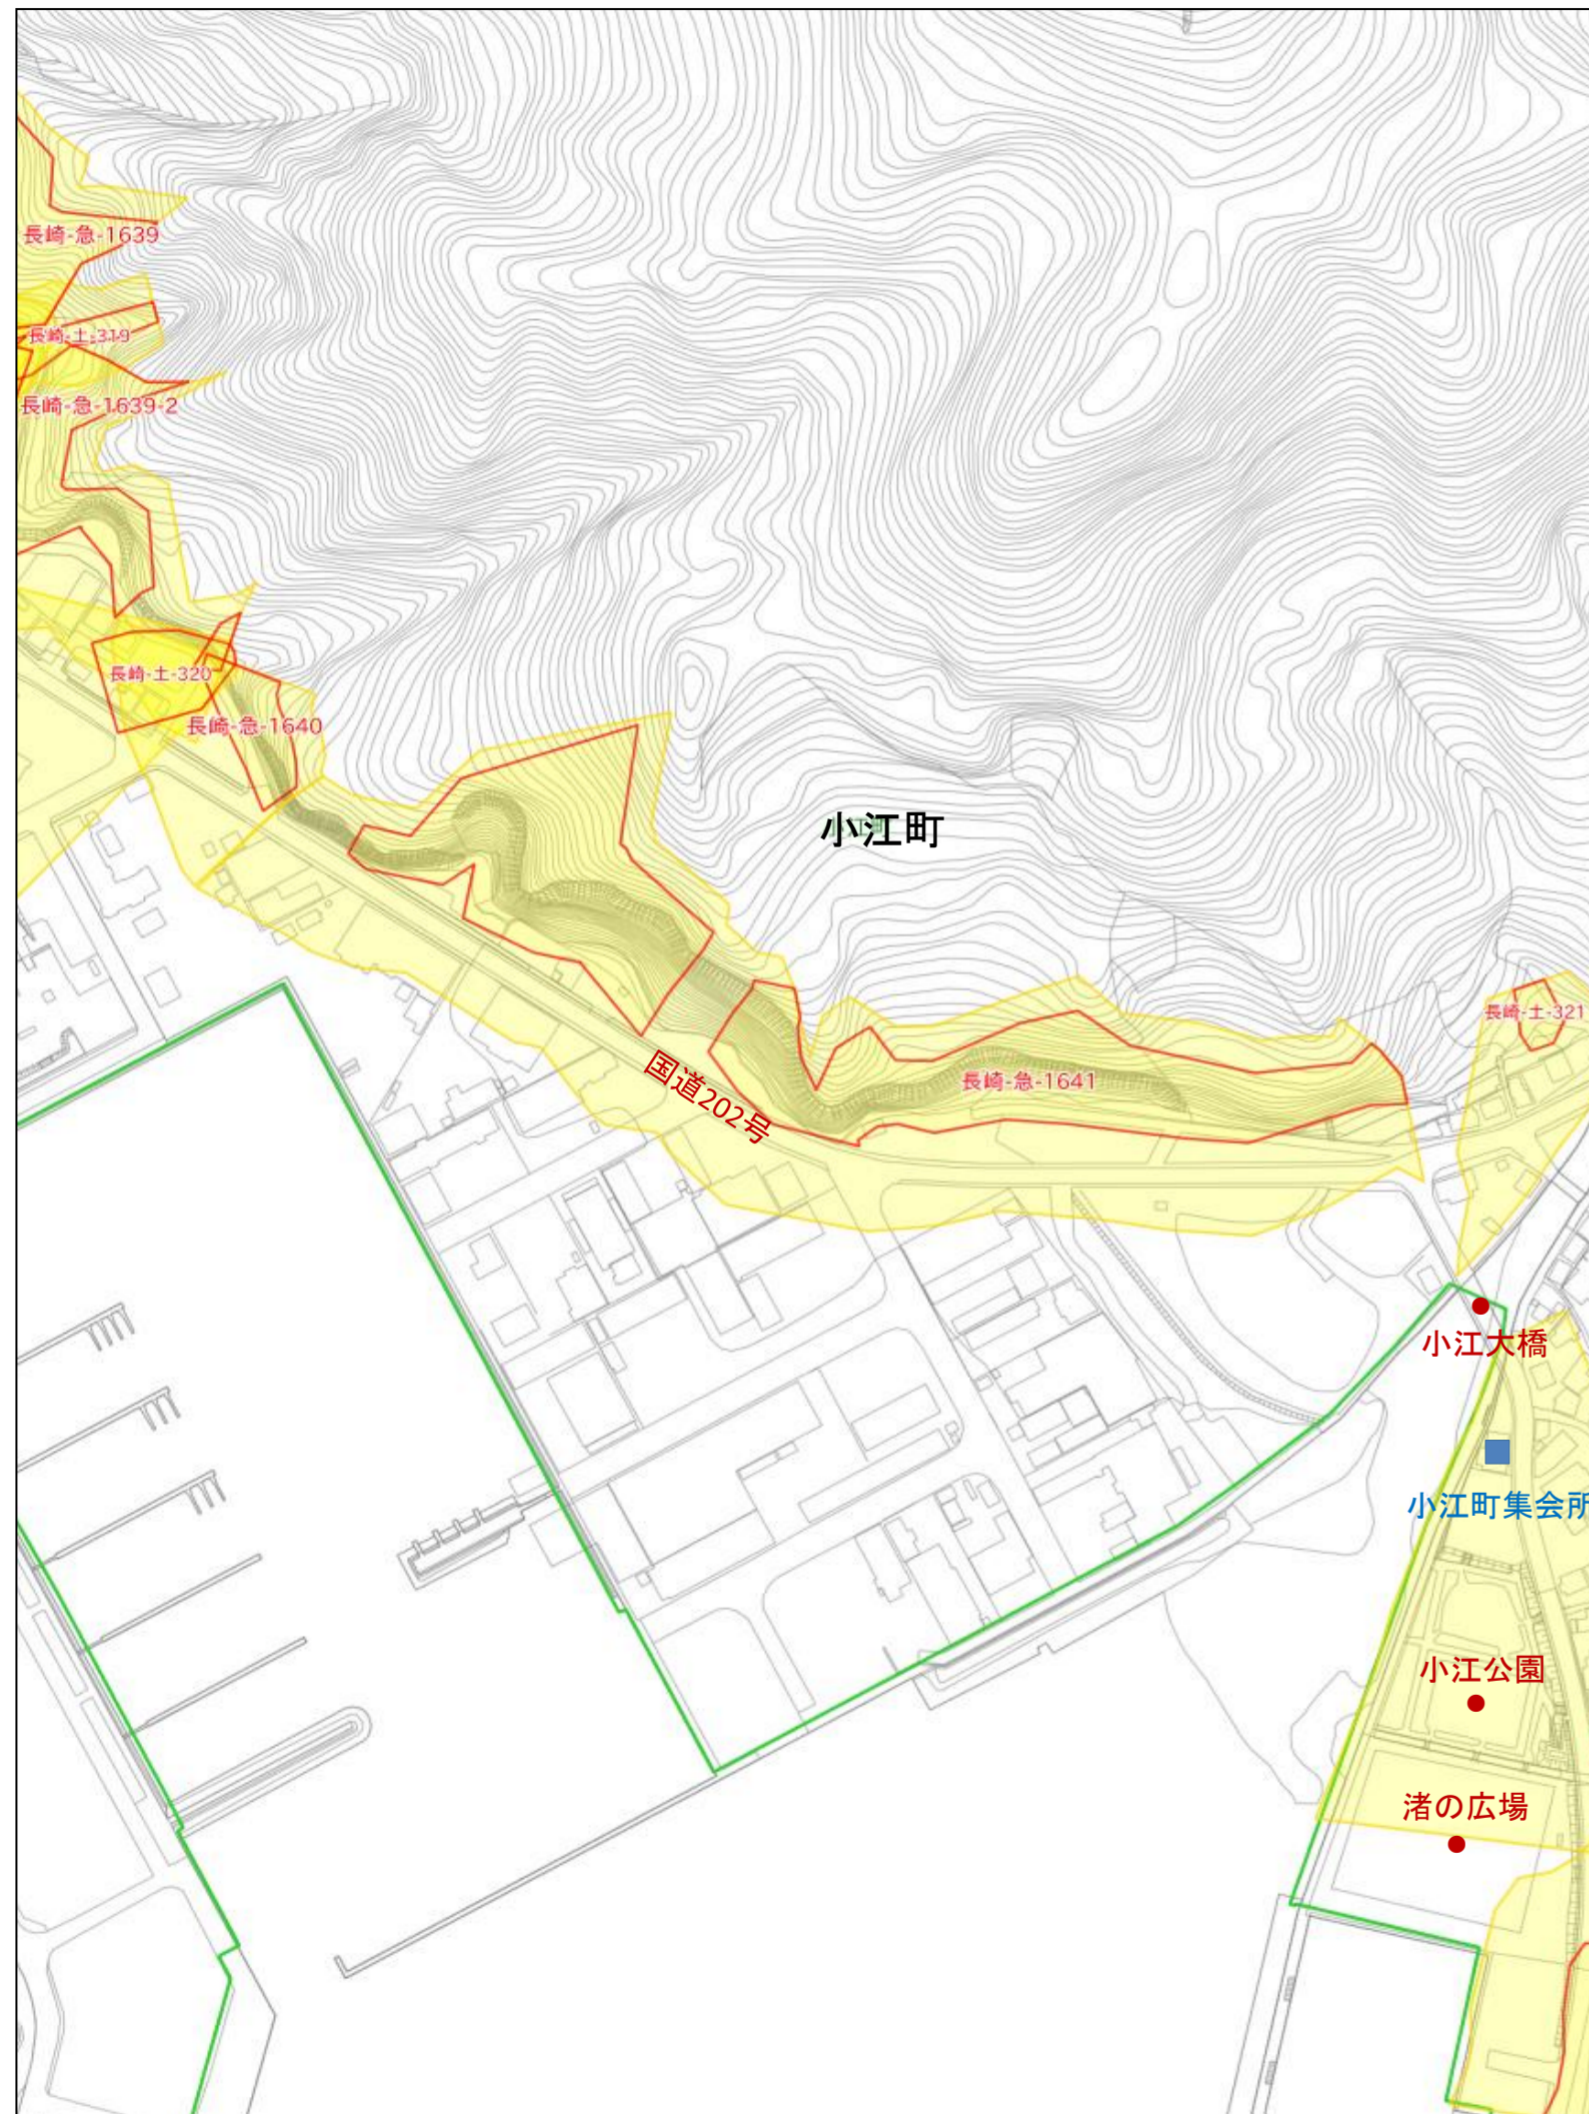 長崎-急-1639
長崎-土-319
長崎-急-1639-2
長崎-土-320
長崎-急-1640
小江町
長崎-土-321
国道202号
長崎-急-1641
小江大橋
小江町集会所
小江公園
渚の広場